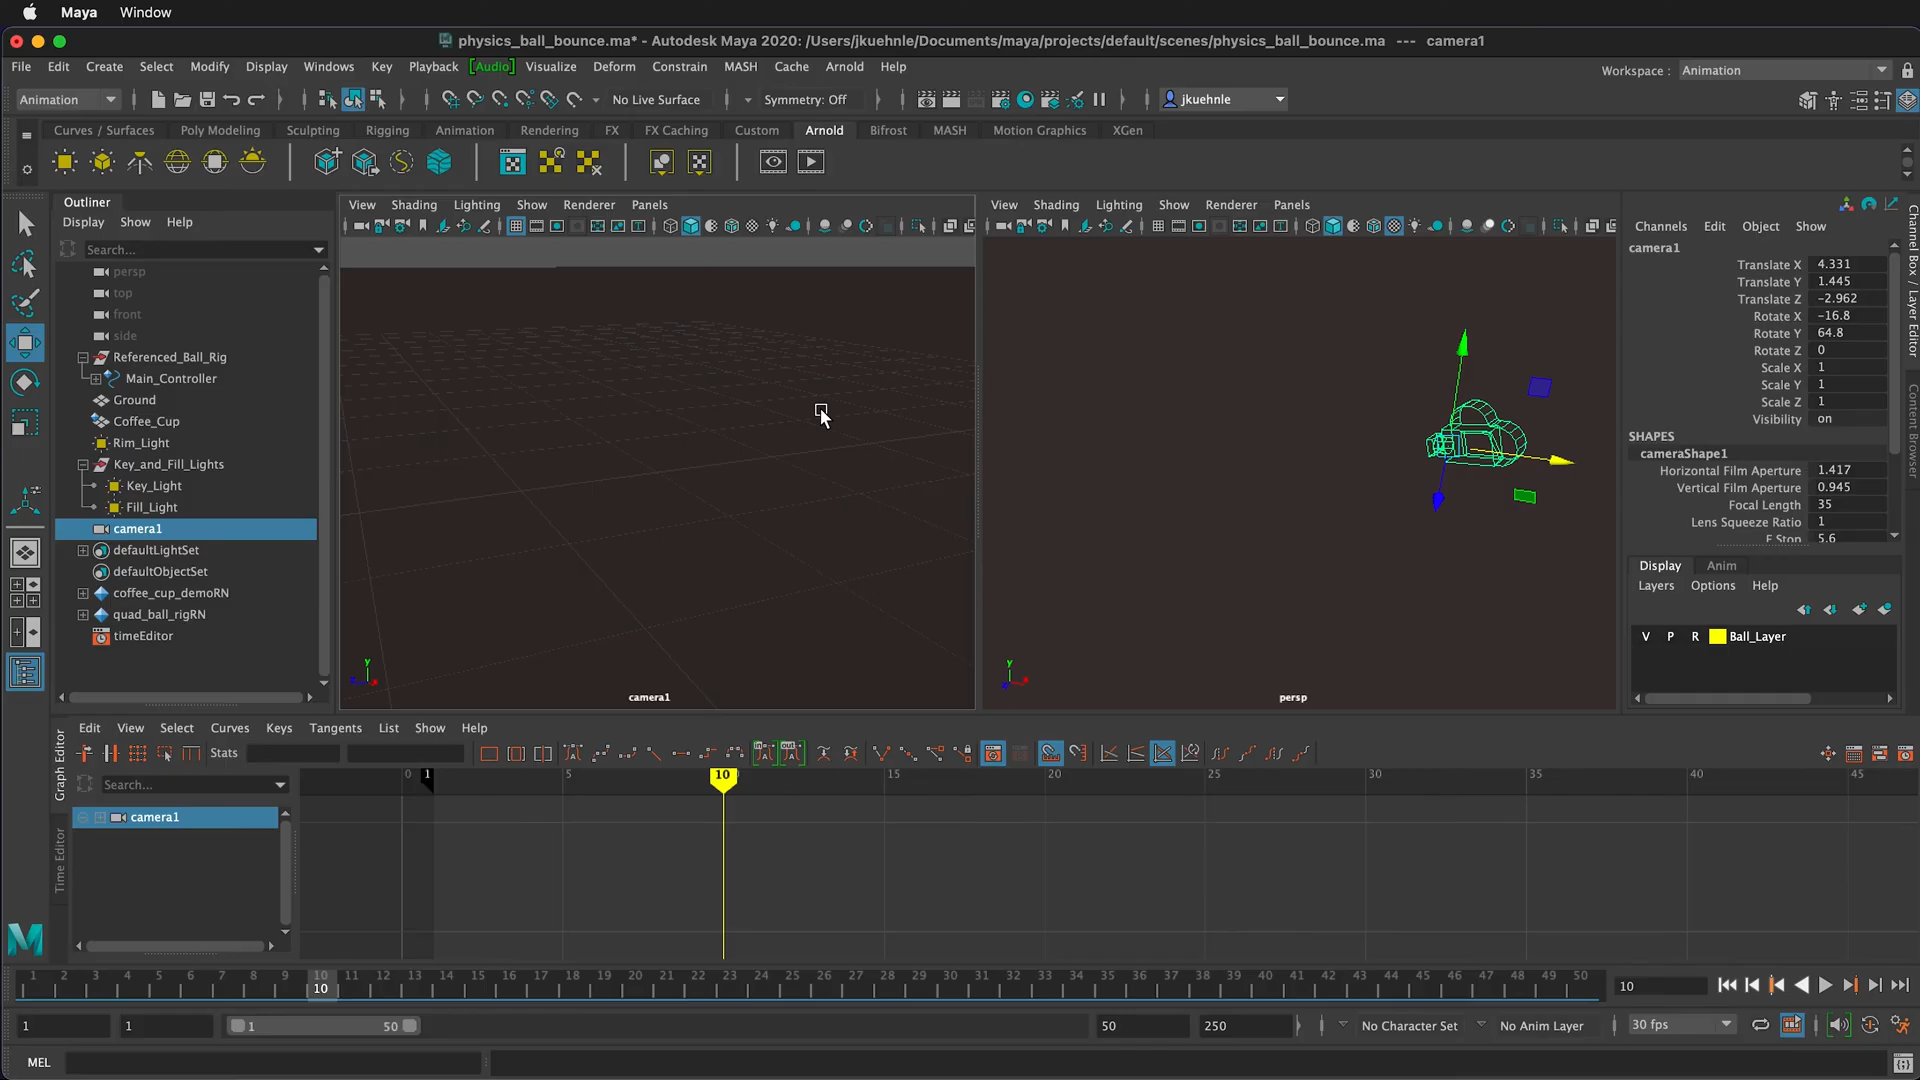 Maya Window
physics_ball_bounce.ma* - Autodesk Maya 2020: /Users/jkuehnle/Documents/maya/projects/default/scenes/physics_ball_bounce.ma --- camera1
File Edit Create Select Modify Display Windows Key Playback [Audio] Visualize Deform Constrain MASH Cache Arnold Help Workspace : Animation
Animation No Live Surface Symmetry: Off jkuehnle
Curves / Surfaces Poly Modeling Sculpting Rigging Animation Rendering FX FX Caching Custom Arnold Bifrost MASH Motion Graphics XGen
Outliner
Display Show Help
Search...
persp
top
front
side
Referenced_Ball_Rig
Main_Controller
Ground
Coffee_Cup
Rim_Light
Key_and_Fill_Lights
Key_Light
Fill_Light
camera1
defaultLightSet
defaultObjectSet
coffee_cup_demoRN
quad_ball_rigRN
timeEditor
View Shading Lighting Show Renderer Panels
camera1
View Shading Lighting Show Renderer Panels
persp
Channels Edit Object Show
camera1
Translate X 4.331
Translate Y 1.445
Translate Z -2.962
Rotate X -16.8
Rotate Y 64.8
Rotate Z 0
Scale X 1
Scale Y 1
Scale Z 1
Visibility on
SHAPES
cameraShape1
Horizontal Film Aperture 1.417
Vertical Film Aperture 0.945
Focal Length 35
Lens Squeeze Ratio 1
F Stop 5.6
Channel Box / Layer Editor
Content Browser
Display Anim
Layers Options Help
V P R Ball_Layer
Graph Editor
Time Editor
Edit View Select Curves Keys Tangents List Show Help
Stats
Search...
camera1
0 1 5 10 15 20 25 30 35 40 45
1 2 3 4 5 6 7 8 9 10 11 12 13 14 15 16 17 18 19 20 21 22 23 24 25 26 27 28 29 30 31 32 33 34 35 36 37 38 39 40 41 42 43 44 45 46 47 48 49 50
10 10
1 1 1 50 50 250 No Character Set No Anim Layer 30 fps
MEL